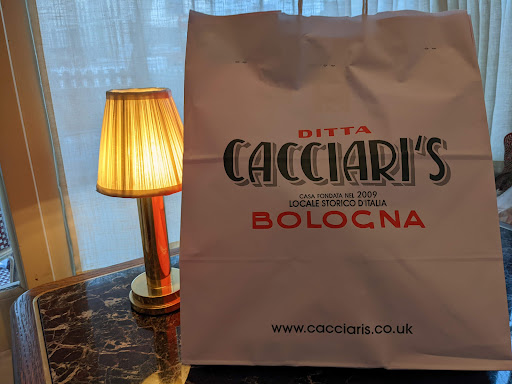 DITTA
CACCIARI'S
CASA FONDATA NEL 2009
LOCALE STORICO D'ITALIA
BOLOGNA
www.cacciaris.co.uk